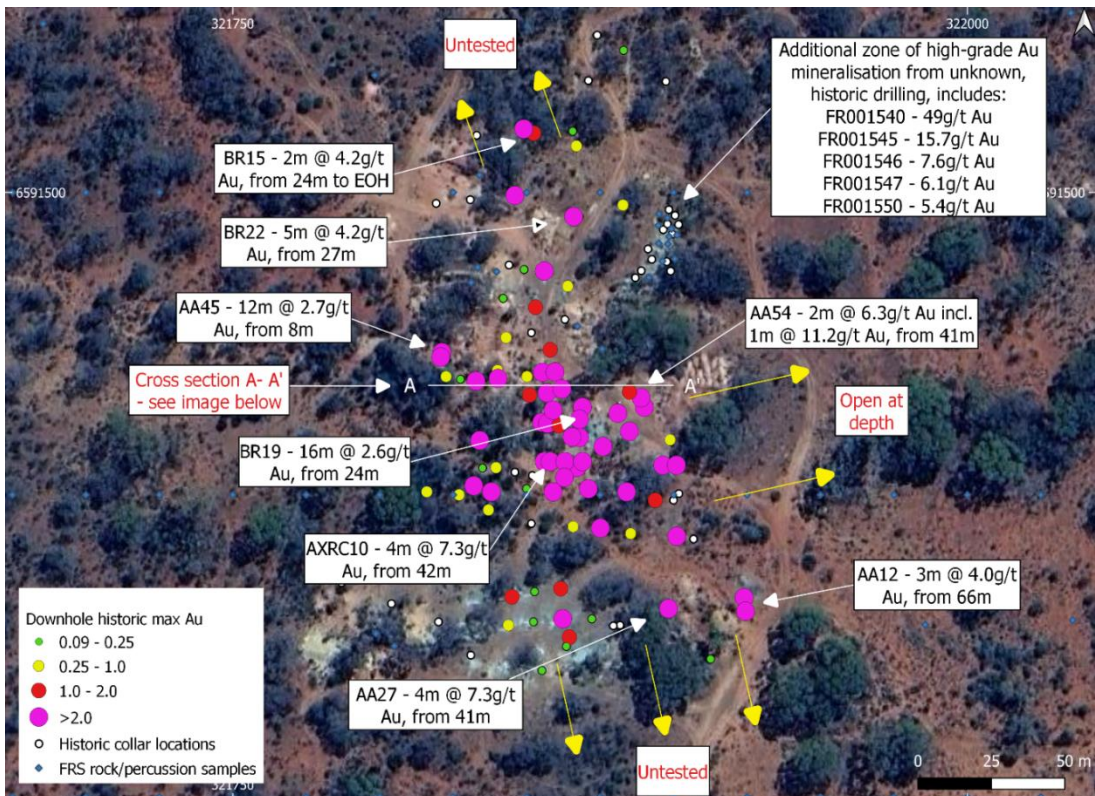 321750
322000
Untested
Additional zone of high-grade Au
mineralisation from unknown,
historic drilling, includes:
FR001540 - 49g/t Au
FR001545 - 15.7g/t Au
FR001546 - 7.6g/t Au
FR001547 - 6.1g/t Au
FR001550 - 5.4g/t Au
BR15 - 2m @ 4.2g/t
Au, from 24m to EOH
6591500
6591500
BR22 - 5m @ 4.2g/t
Au, from 27m
AA45 - 12m @ 2.7g/t
Au, from 8m
AA54 - 2m @ 6.3g/t Au incl.
1m @ 11.2g/t Au, from 41m
Cross section A- A'
- see image below
A
A'
Open at
depth
BR19 - 16m @ 2.6g/t
Au, from 24m
AXRC10 - 4m @ 7.3g/t
Au, from 42m
AA12 - 3m @ 4.0g/t
Au, from 66m
AA27 - 4m @ 7.3g/t
Au, from 41m
Untested
Downhole historic max Au
0.09 - 0.25
0.25 - 1.0
1.0 - 2.0
>2.0
Historic collar locations
FRS rock/percussion samples
321750
0
25
50 m